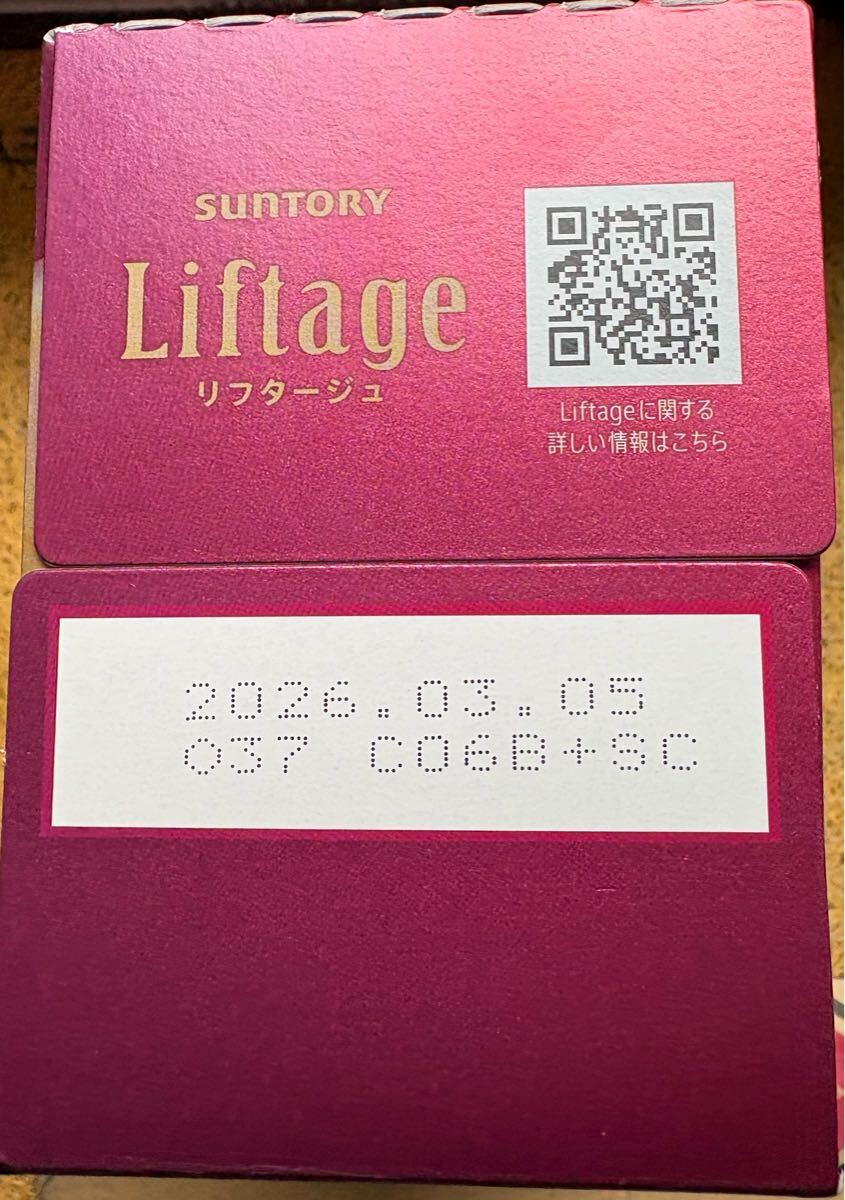 SUNTORY
Liftage
リフタージュ
Liftageに関する
詳しい情報はこちら
2026.03.05
037 C06B+SC